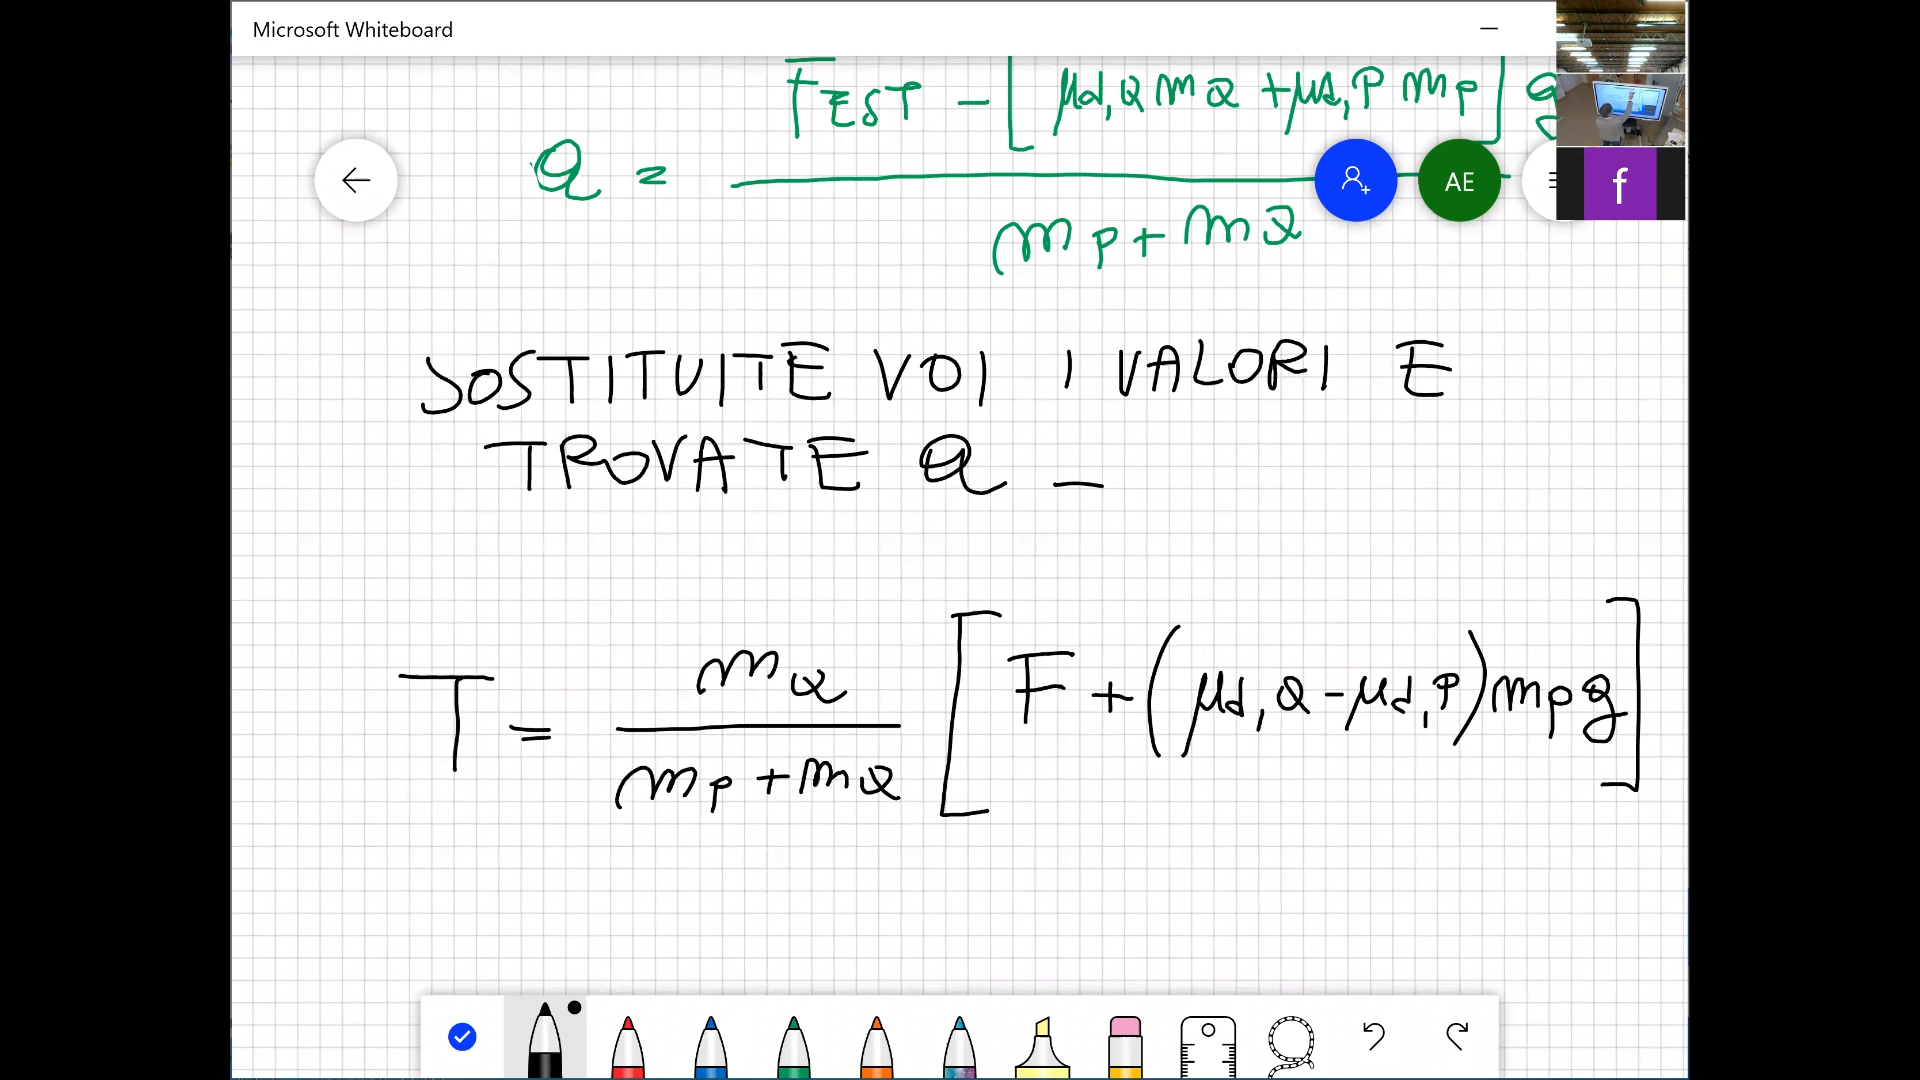 Microsoft Whiteboard
F EST - [ μd,Q mQ + μd,P mP ] g
a =
mP + mQ
AE
f
SOSTITUITE VOI I VALORI E
TROVATE a -
T = mQ [ F + ( μd,Q - μd,P ) mP g ]
mP + mQ